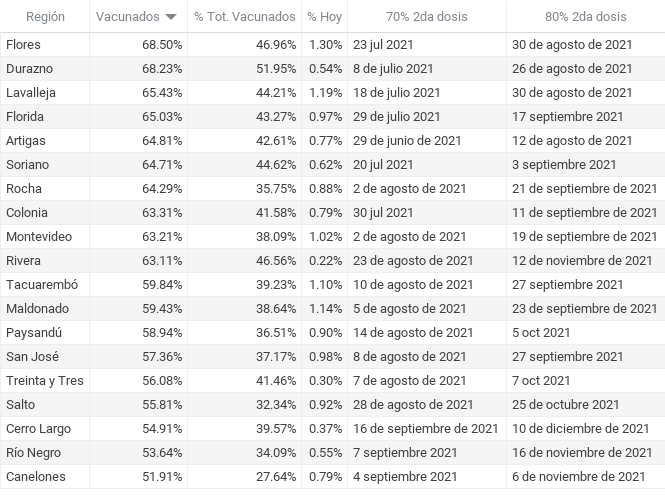 Región Vacunados % Tot. Vacunados % Hoy 70% 2da dosis 80% 2da dosis
Flores 68.50% 46.96% 1.30% 23 jul 2021 30 de agosto de 2021
Durazno 68.23% 51.95% 0.54% 8 de julio 2021 26 de agosto de 2021
Lavalleja 65.43% 44.21% 1.19% 18 de julio 2021 30 de agosto de 2021
Florida 65.03% 43.27% 0.97% 29 de julio 2021 17 septiembre 2021
Artigas 64.81% 42.61% 0.77% 29 de junio de 2021 12 de agosto de 2021
Soriano 64.71% 44.62% 0.62% 20 jul 2021 3 septiembre 2021
Rocha 64.29% 35.75% 0.88% 2 de agosto de 2021 21 de septiembre de 2021
Colonia 63.31% 41.58% 0.79% 30 jul 2021 11 de septiembre de 2021
Montevideo 63.21% 38.09% 1.02% 2 de agosto de 2021 19 de septiembre de 2021
Rivera 63.11% 46.56% 0.22% 23 de agosto de 2021 12 de noviembre de 2021
Tacuarembó 59.84% 39.23% 1.10% 10 de agosto de 2021 27 septiembre 2021
Maldonado 59.43% 38.64% 1.14% 5 de agosto de 2021 23 de septiembre de 2021
Paysandú 58.94% 36.51% 0.90% 14 de agosto de 2021 5 oct 2021
San José 57.36% 37.17% 0.98% 8 de agosto de 2021 27 septiembre 2021
Treinta y Tres 56.08% 41.46% 0.30% 7 de agosto de 2021 7 oct 2021
Salto 55.81% 32.34% 0.92% 28 de agosto de 2021 25 de octubre 2021
Cerro Largo 54.91% 39.57% 0.37% 16 de septiembre de 2021 10 de diciembre de 2021
Río Negro 53.64% 34.09% 0.55% 7 septiembre 2021 16 de noviembre de 2021
Canelones 51.91% 27.64% 0.79% 4 septiembre 2021 6 de noviembre de 2021